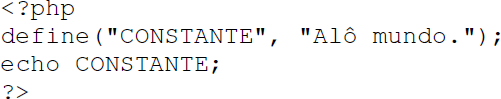 <?php
define("CONSTANTE", "Alô mundo.");
echo CONSTANTE;
?>